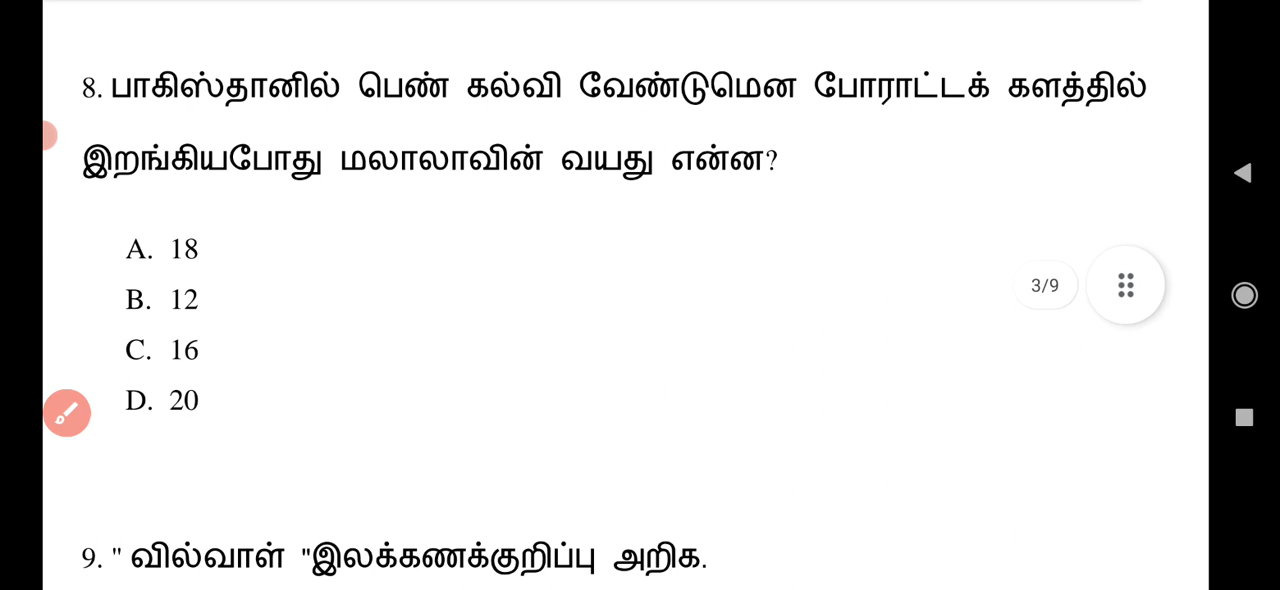 8. பாகிஸ்தானில் பெண் கல்வி வேண்டுமென போராட்டக் களத்தில்
இறங்கியபோது மலாலாவின் வயது என்ன?
A. 18
B. 12
3/9
C. 16
D. 20
9. " வில்வாள் "இலக்கணக்குறிப்பு அறிக.